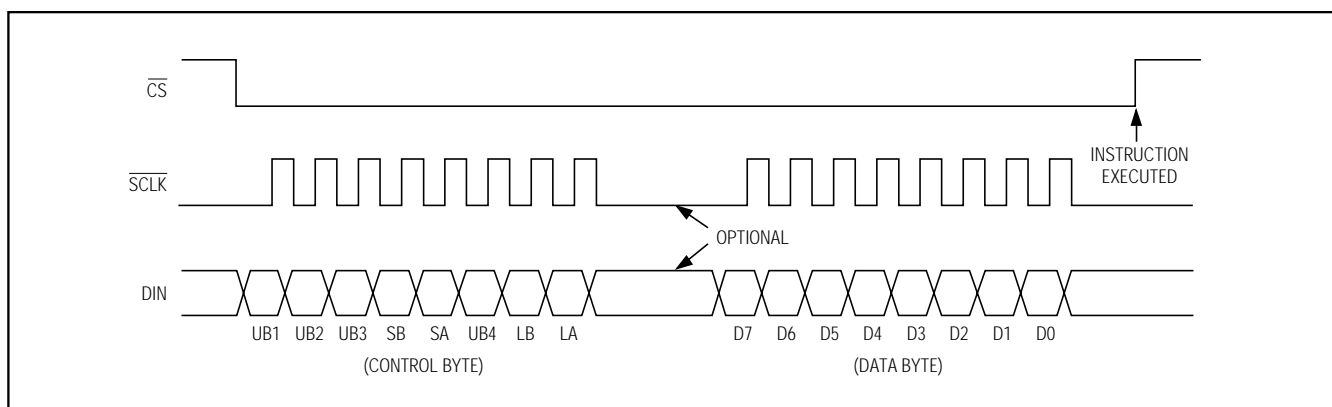 CS
INSTRUCTION
EXECUTED
SCLK
OPTIONAL
DIN
UB1 UB2 UB3 SB SA UB4 LB LA D7 D6 D5 D4 D3 D2 D1 D0
(CONTROL BYTE) (DATA BYTE)